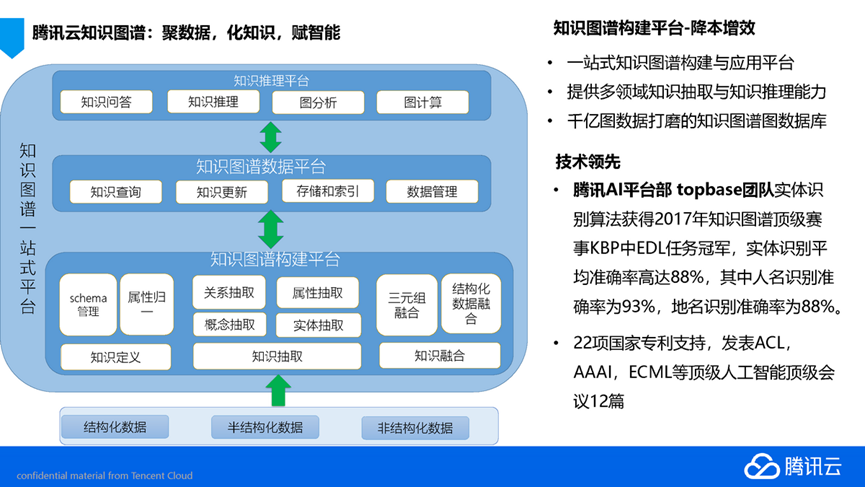 腾讯云知识图谱：聚数据，化知识，赋智能
知识图谱一站式平台
知识推理平台
知识问答
知识推理
图分析
图计算
知识图谱数据平台
知识查询
知识更新
存储和索引
数据管理
知识图谱构建平台
schema
管理
属性归
一
关系抽取
属性抽取
概念抽取
实体抽取
三元组
融合
结构化
数据融
合
知识定义
知识抽取
知识融合
结构化数据
半结构化数据
非结构化数据
知识图谱构建平台-降本增效
• 一站式知识图谱构建与应用平台
• 提供多领域知识抽取与知识推理能力
• 千亿图数据打磨的知识图谱图数据库
技术领先
• 腾讯AI平台部 topbase团队实体识
别算法获得2017年知识图谱顶级赛
事KBP中EDL任务冠军，实体识别平
均准确率高达88%，其中人名识别准
确率为93%，地名识别准确率为88%。
• 22项国家专利支持，发表ACL，
AAAI，ECML等顶级人工智能顶级会
议12篇
confidential material from Tencent Cloud
腾讯云